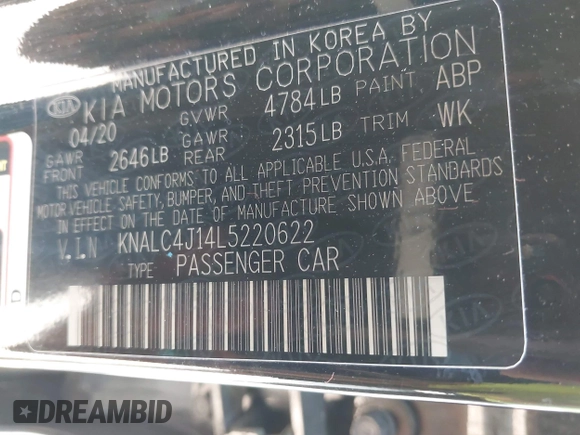 MANUFACTURED IN KOREA BY
KIA KIA MOTORS CORPORATION
04/20 GVWR 4784LB PAINT ABP
GAWR FRONT 2646LB GAWR REAR 2315LB TRIM WK
THIS VEHICLE CONFORMS TO ALL APPLICABLE U.S.A. FEDERAL
MOTOR VEHICLE SAFETY, BUMPER, AND THEFT PREVENTION STANDARDS
IN EFFECT ON THE DATE OF MANUFACTURE SHOWN ABOVE.
V.I.N KNALC4J14L5220622
TYPE PASSENGER CAR
DREAMBID